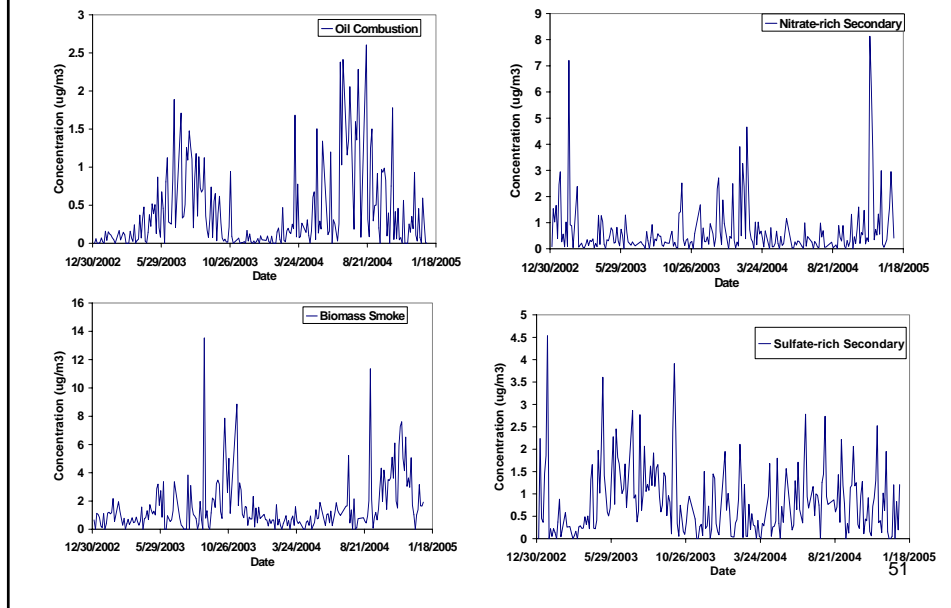 Oil Combustion
Concentration (ug/m3)
3
2.5
2
1.5
1
0.5
0
12/30/2002 5/29/2003 10/26/2003 3/24/2004 8/21/2004 1/18/2005
Date
Nitrate-rich Secondary
Concentration (ug/m3)
9
8
7
6
5
4
3
2
1
0
12/30/2002 5/29/2003 10/26/2003 3/24/2004 8/21/2004 1/18/2005
Date
Biomass Smoke
Concentration (ug/m3)
16
14
12
10
8
6
4
2
0
12/30/2002 5/29/2003 10/26/2003 3/24/2004 8/21/2004 1/18/2005
Date
Sulfate-rich Secondary
Concentration (ug/m3)
5
4.5
4
3.5
3
2.5
2
1.5
1
0.5
0
12/30/2002 5/29/2003 10/26/2003 3/24/2004 8/21/2004 1/18/2005
Date
51